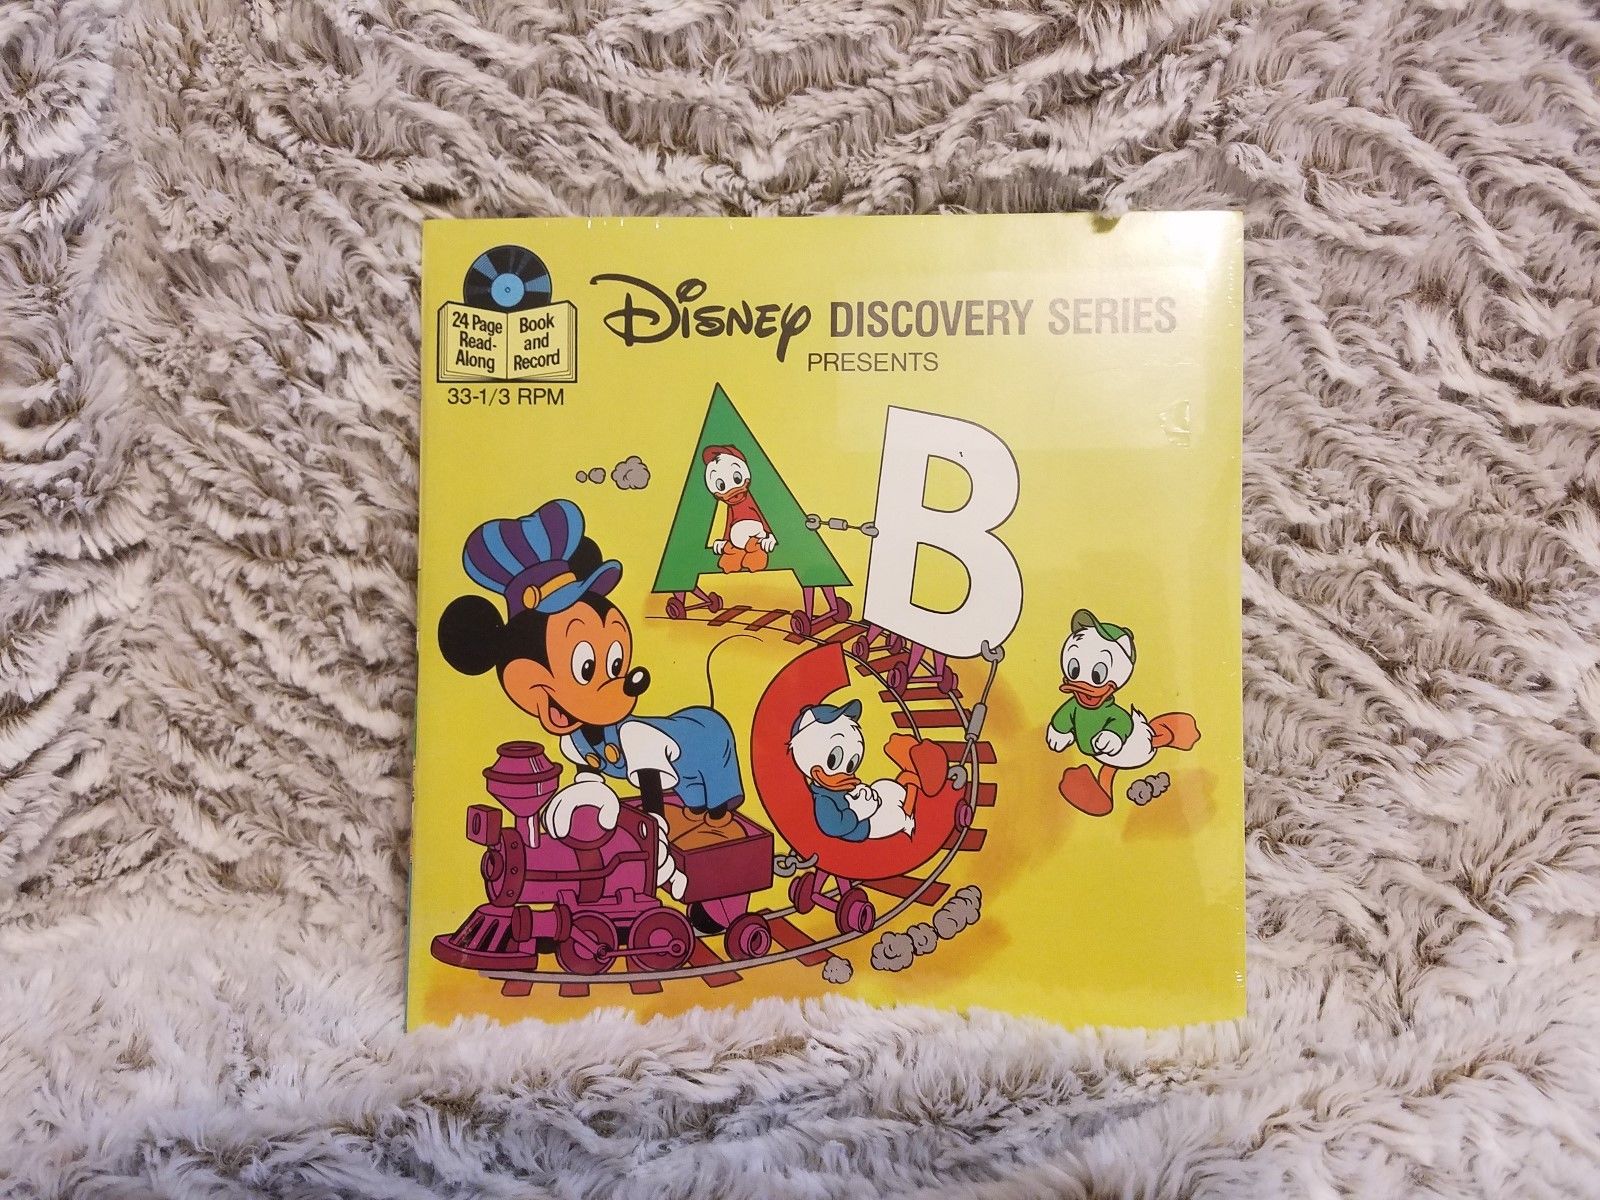 24 Page
Read-
Along
Book
and
Record
33-1/3 RPM
Disney DISCOVERY SERIES
PRESENTS
A B
C